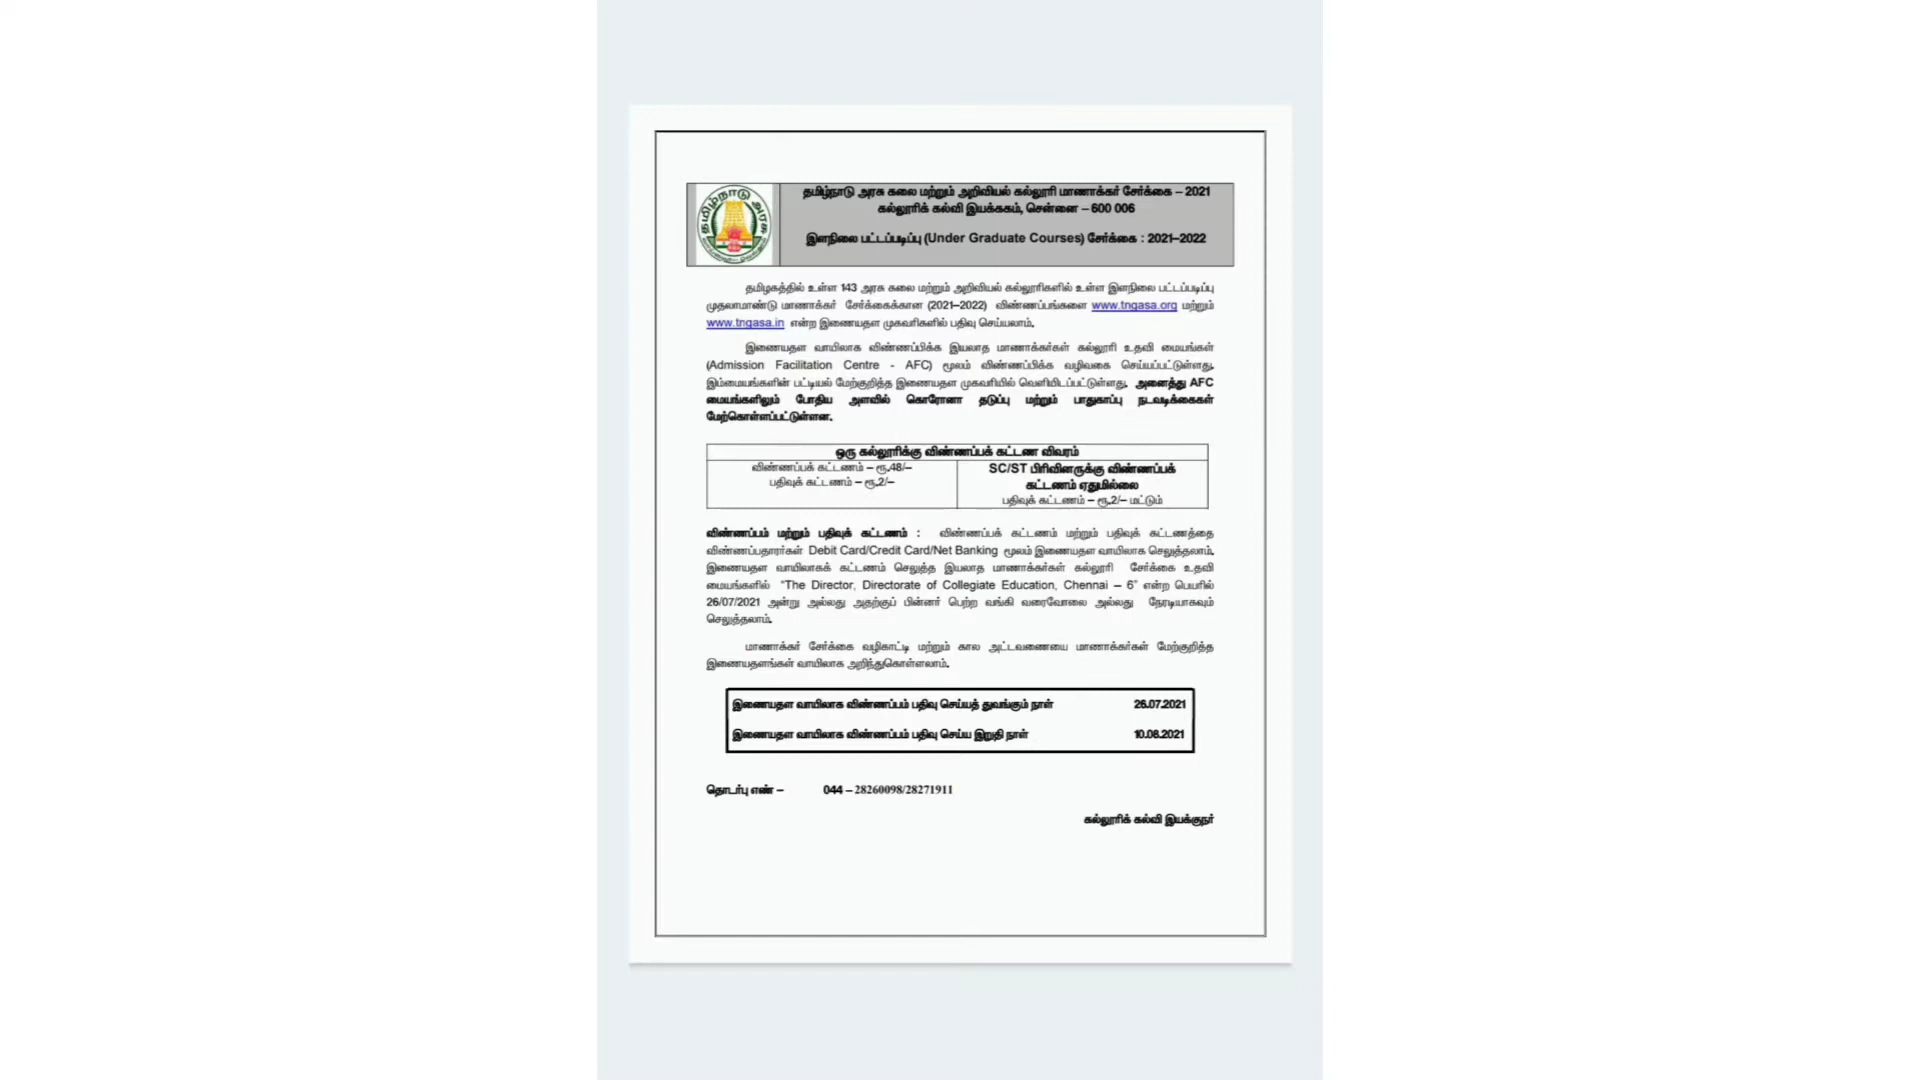 தமிழ்நாடு அரசு
தமிழ்நாடு அரசு கலை மற்றும் அறிவியல் கல்லூரி மாணாக்கர் சேர்க்கை – 2021
கல்லூரிக் கல்வி இயக்ககம், சென்னை – 600 006
இளநிலை பட்டப்படிப்பு (Under Graduate Courses) சேர்க்கை : 2021–2022
தமிழகத்தில் உள்ள 143 அரசு கலை மற்றும் அறிவியல் கல்லூரிகளில் உள்ள இளநிலை பட்டப்படிப்பு
முதலாமாண்டு மாணாக்கர் சேர்க்கைக்கான (2021–2022) விண்ணப்பங்களை www.tngasa.org மற்றும்
www.tngasa.in என்ற இணையதள முகவரிகளில் பதிவு செய்யலாம்.
இணையதள வாயிலாக விண்ணப்பிக்க இயலாத மாணாக்கர்கள் கல்லூரி உதவி மையங்கள்
(Admission Facilitation Centre - AFC) மூலம் விண்ணப்பிக்க வழிவகை செய்யப்பட்டுள்ளது.
இம்மையங்களின் பட்டியல் மேற்குறித்த இணையதள முகவரியில் வெளியிடப்பட்டுள்ளது. அனைத்து AFC
மையங்களிலும் போதிய அளவில் கொரோனா தடுப்பு மற்றும் பாதுகாப்பு நடவடிக்கைகள்
மேற்கொள்ளப்பட்டுள்ளன.
ஒரு கல்லூரிக்கு விண்ணப்பக் கட்டண விவரம்
விண்ணப்பக் கட்டணம் – ரூ.48/–
பதிவுக் கட்டணம் – ரூ.2/–
SC/ST பிரிவினருக்கு விண்ணப்பக்
கட்டணம் ஏதுமில்லை
பதிவுக் கட்டணம் – ரூ.2/– மட்டும்
விண்ணப்பம் மற்றும் பதிவுக் கட்டணம் : விண்ணப்பக் கட்டணம் மற்றும் பதிவுக் கட்டணத்தை
விண்ணப்பதாரர்கள் Debit Card/Credit Card/Net Banking மூலம் இணையதள வாயிலாக செலுத்தலாம்.
இணையதள வாயிலாகக் கட்டணம் செலுத்த இயலாத மாணாக்கர்கள் கல்லூரி சேர்க்கை உதவி
மையங்களில் “The Director, Directorate of Collegiate Education, Chennai – 6” என்ற பெயரில்
26/07/2021 அன்று அல்லது அதற்குப் பின்னர் பெற்ற வங்கி வரைவோலை அல்லது நேரடியாகவும்
செலுத்தலாம்.
மாணாக்கர் சேர்க்கை வழிகாட்டி மற்றும் கால அட்டவணையை மாணாக்கர்கள் மேற்குறித்த
இணையதளங்கள் வாயிலாக அறிந்துகொள்ளலாம்.
இணையதள வாயிலாக விண்ணப்பம் பதிவு செய்யத் துவங்கும் நாள் 26.07.2021
இணையதள வாயிலாக விண்ணப்பம் பதிவு செய்ய இறுதி நாள் 10.08.2021
தொடர்பு எண் – 044 – 28260098/28271911
கல்லூரிக் கல்வி இயக்குநர்